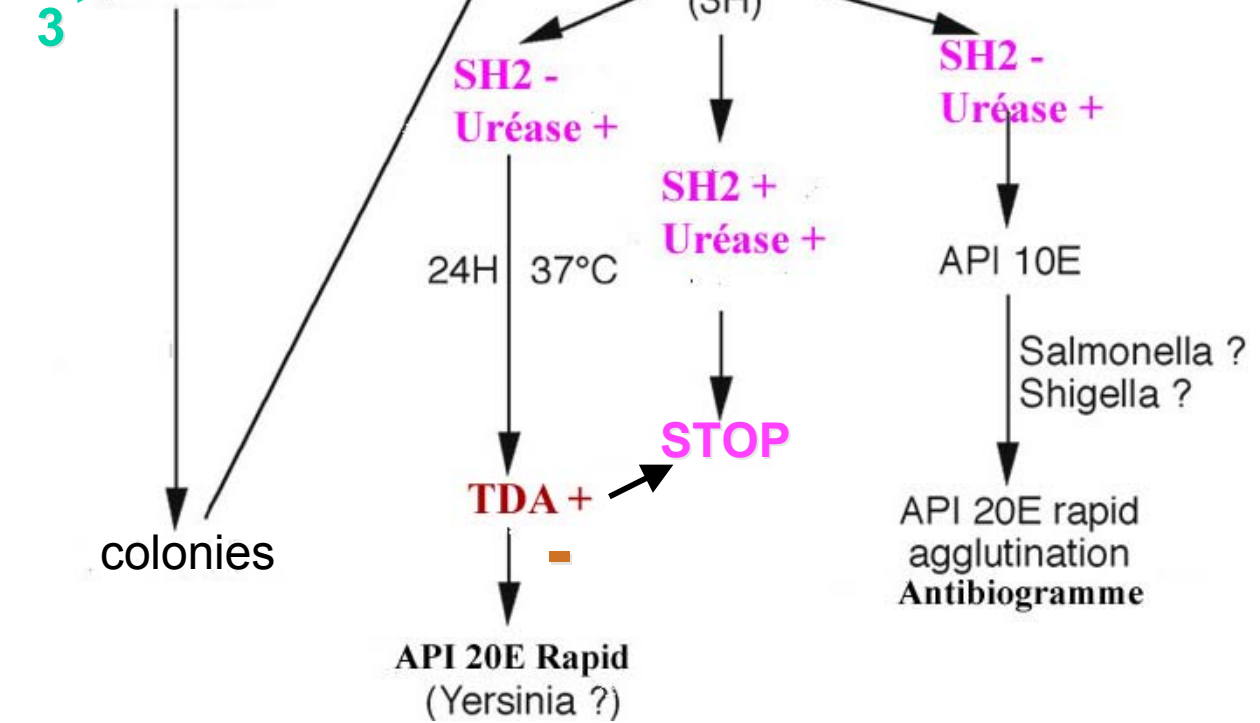 3
(SH)
SH2 -
Uréase +
SH2 -
Uréase +
SH2 +
Uréase +
24H 37°C
API 10E
Salmonella ?
Shigella ?
STOP
TDA +
-
colonies
API 20E rapid
agglutination
Antibiogramme
API 20E Rapid
(Yersinia ?)